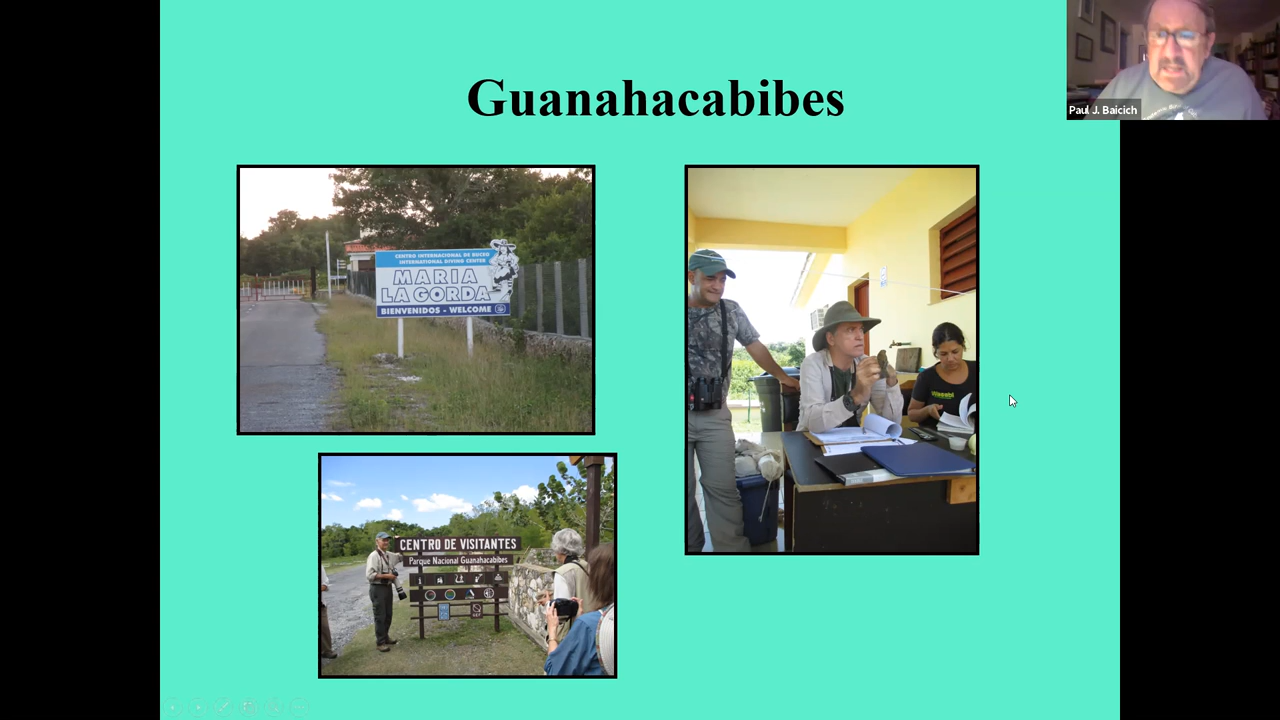 Guanahacabibes
Paul J. Baicich
CENTRO INTERNACIONAL DE BUCEO
INTERNATIONAL DIVING CENTER
MARIA
LA GORDA
BIENVENIDOS - WELCOME
CENTRO DE VISITANTES
Parque Nacional Guanahacabibes
Wasabi